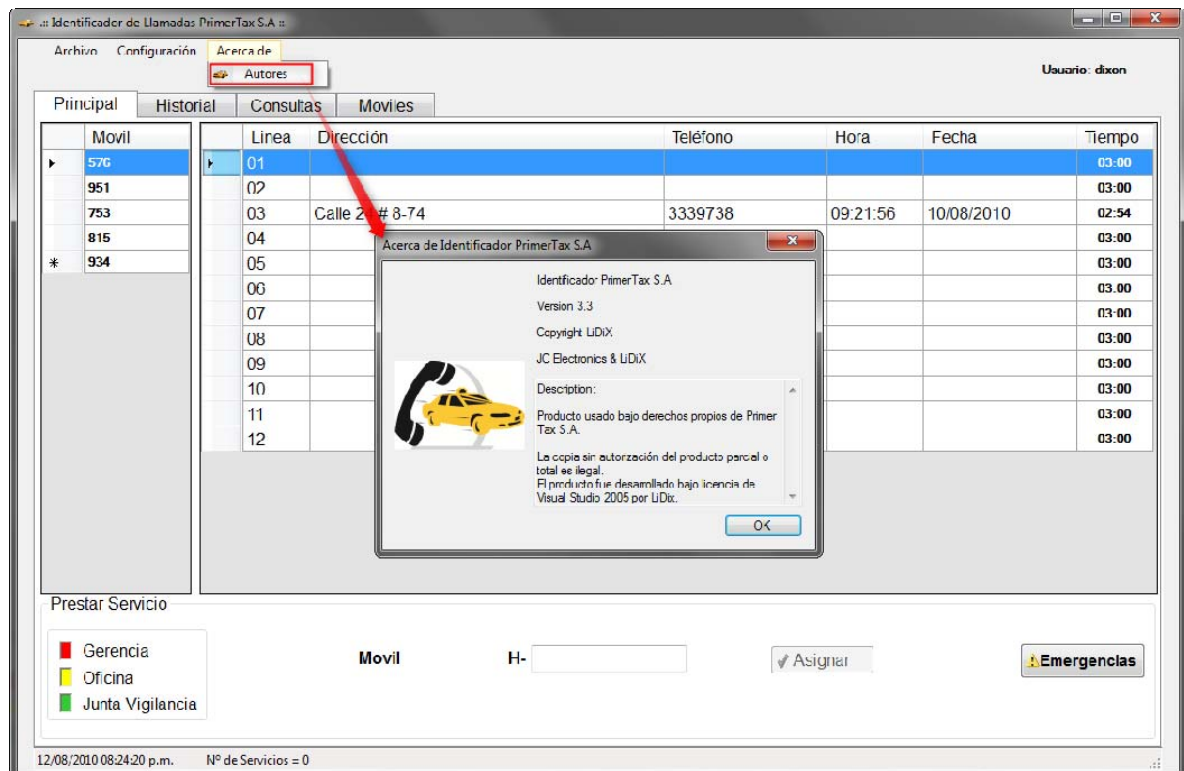 .:: Identificador de Llamadas PrimerTax S.A ::.
Archivo Configuración Acerca de
Autores
Usuario: dixon
Principal Historial Consultas Moviles
Movil
576
951
753
815
934
Linea Dirección Teléfono Hora Fecha Tiempo
01 03:00
02 03:00
03 Calle 24 # 8-74 3339738 09:21:56 10/08/2010 02:54
04 03:00
05 03:00
06 03:00
07 03:00
08 03:00
09 03:00
10 03:00
11 03:00
12 03:00
Acerca de Identificador PrimerTax S.A
Identificador PrimerTax S.A
Version 3.3
Copyright LiDiX
JC Electronics & LiDiX
Description:
Producto usado bajo derechos propios de Primer
Tax S.A.
La copia sin autorzación del producto parcial o
total es ilegal.
El producto fue desarrollado bajo licencia de
Visual Studio 2005 por LiDix.
OK
Prestar Servicio
Gerencia
Oficina
Junta Vigilancia
Movil H- Asignar
Emergencias
12/08/2010 08:24:20 p.m. Nº de Servicios = 0